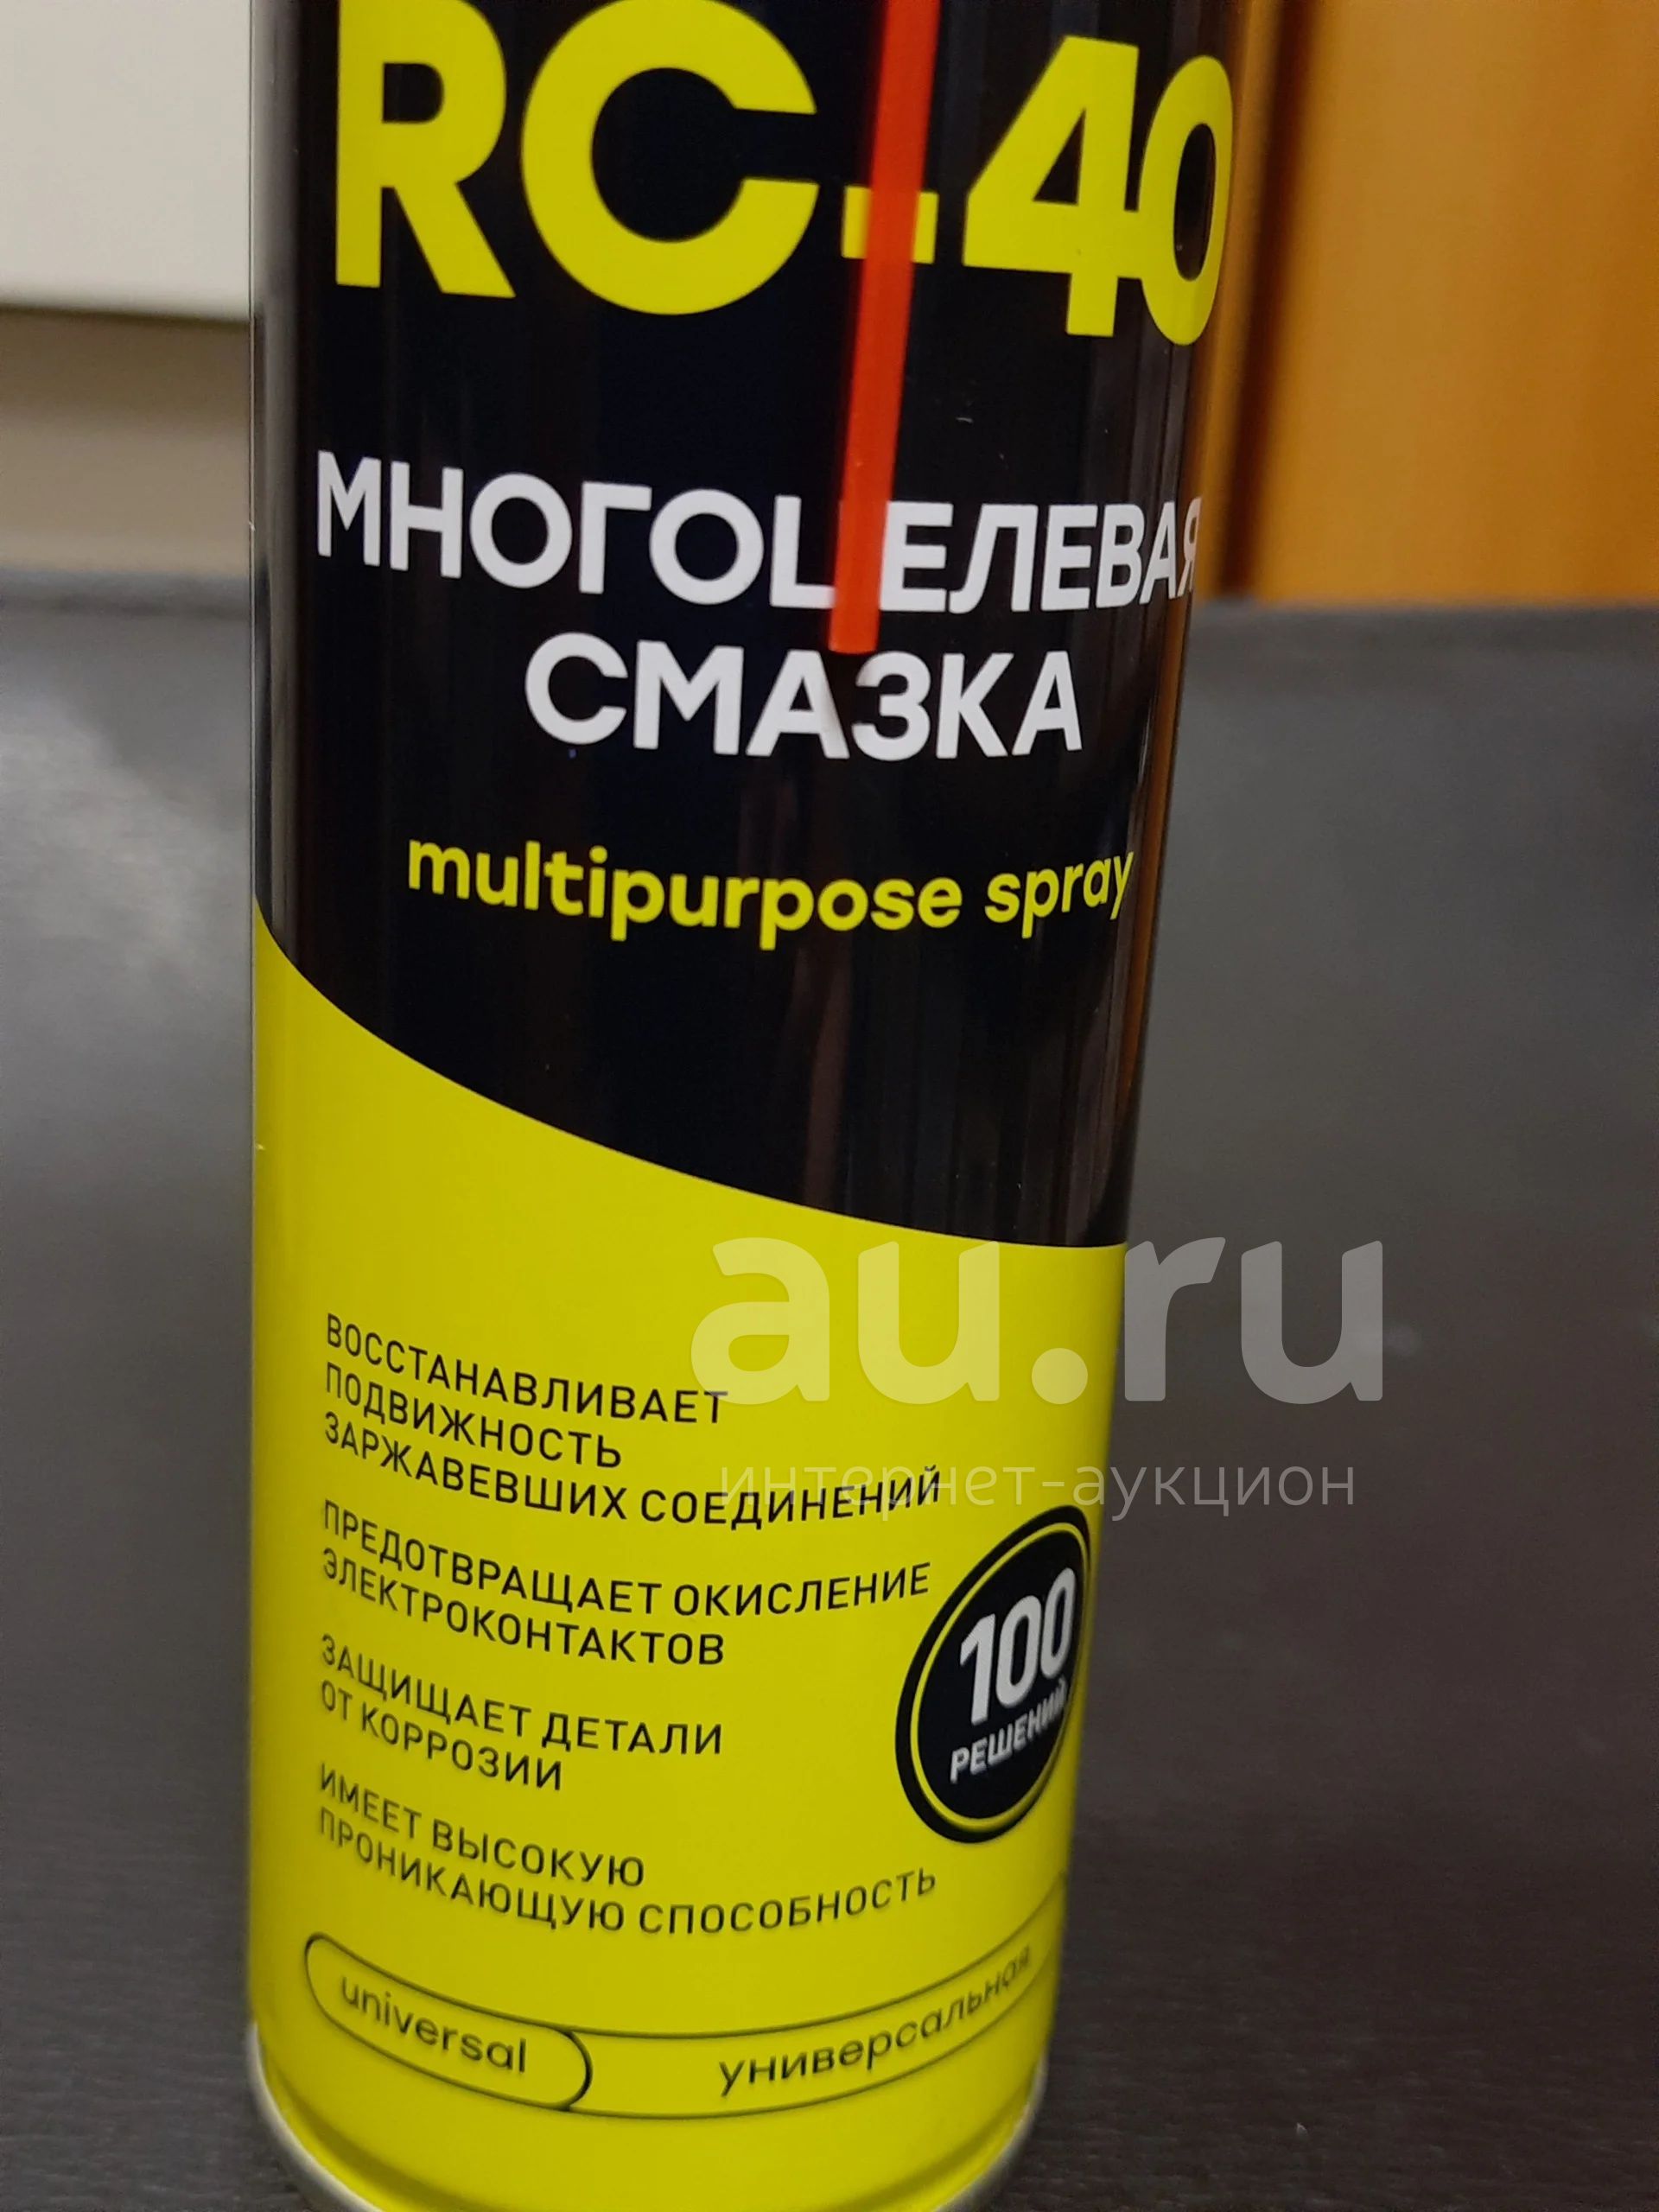 RC-40
МНОГОЦЕЛЕВАЯ
СМАЗКА
multipurpose spray
au.ru
интернет-аукцион
ВОССТАНАВЛИВАЕТ
ПОДВИЖНОСТЬ
ЗАРЖАВЕВШИХ СОЕДИНЕНИЙ
ПРЕДОТВРАЩАЕТ ОКИСЛЕНИЕ
ЭЛЕКТРОКОНТАКТОВ
ЗАЩИЩАЕТ ДЕТАЛИ
ОТ КОРРОЗИИ
ИМЕЕТ ВЫСОКУЮ
ПРОНИКАЮЩУЮ СПОСОБНОСТЬ
100
РЕШЕНИЙ
universal
универсальная